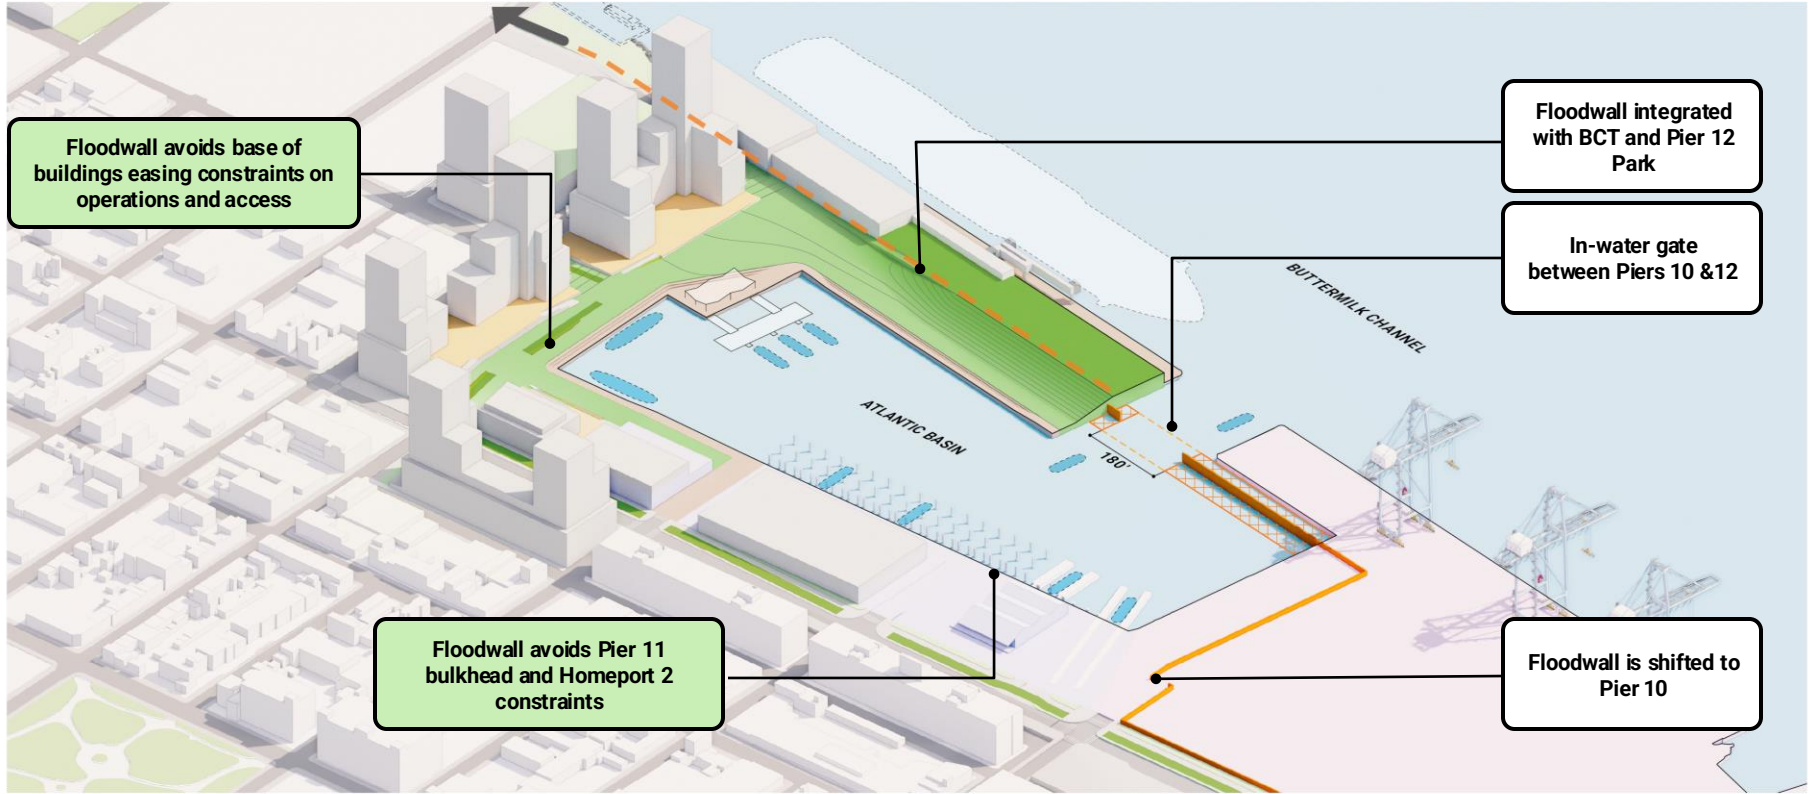 Floodwall avoids base of
buildings easing constraints on
operations and access
Floodwall integrated
with BCT and Pier 12
Park
In-water gate
between Piers 10 &12
BUTTERMILK CHANNEL
ATLANTIC BASIN
180'
Floodwall avoids Pier 11
bulkhead and Homeport 2
constraints
Floodwall is shifted to
Pier 10